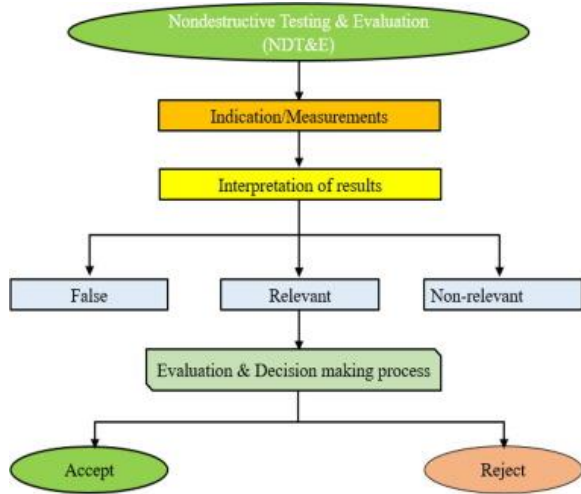 Nondestructive Testing & Evaluation
(NDT&E)
Indication/Measurements
Interpretation of results
False
Relevant
Non-relevant
Evaluation & Decision making process
Accept
Reject